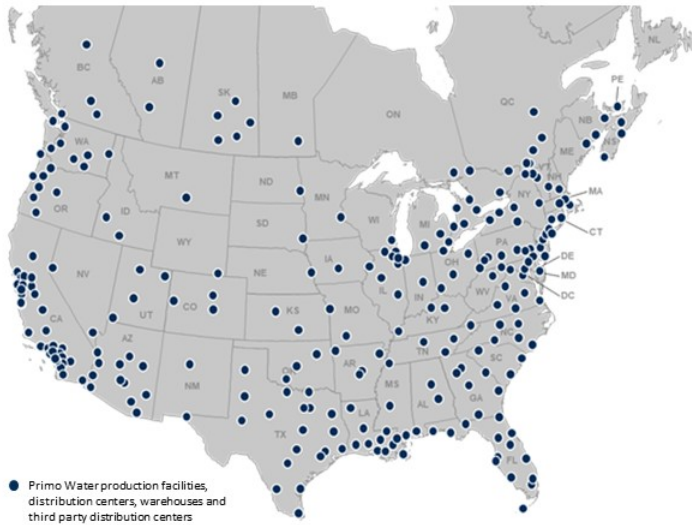 NL
BC
AB
SK
MB
ON
QC
PE
NB
NS
ME
WA
MT
ND
MN
VT
NH
MA
OR
ID
SD
WI
MI
NY
CT
WY
IA
PA
NE
OH
DE
NV
UT
CO
IL
IN
WV
MD
VA
DC
CA
KS
MO
KY
AZ
NM
OK
AR
TN
NC
SC
TX
LA
MS
AL
GA
FL
Primo Water production facilities,
distribution centers, warehouses and
third party distribution centers